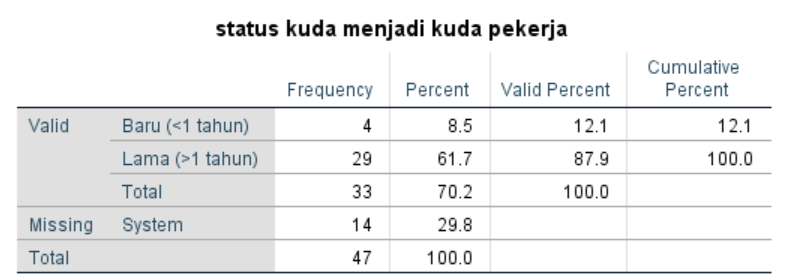 status kuda menjadi kuda pekerja
Frequency Percent Valid Percent Cumulative Percent
Valid Baru (<1 tahun) 4 8.5 12.1 12.1
Lama (>1 tahun) 29 61.7 87.9 100.0
Total 33 70.2 100.0
Missing System 14 29.8
Total 47 100.0